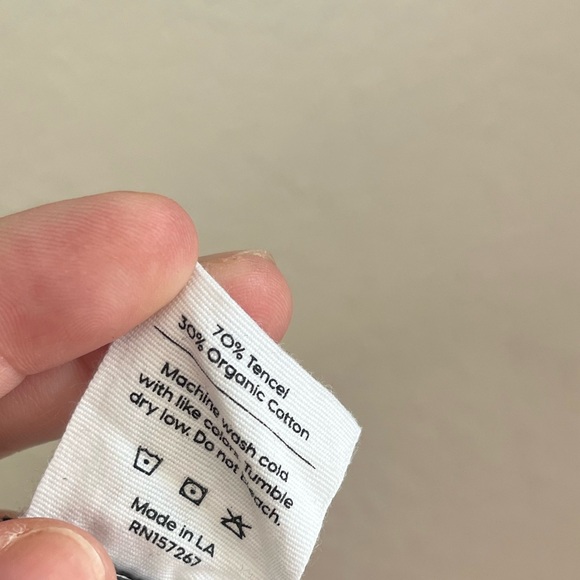 70% Tencel
30% Organic Cotton
Machine wash cold
with like colors. Tumble
dry low. Do not bleach.
Made in LA
RN157267